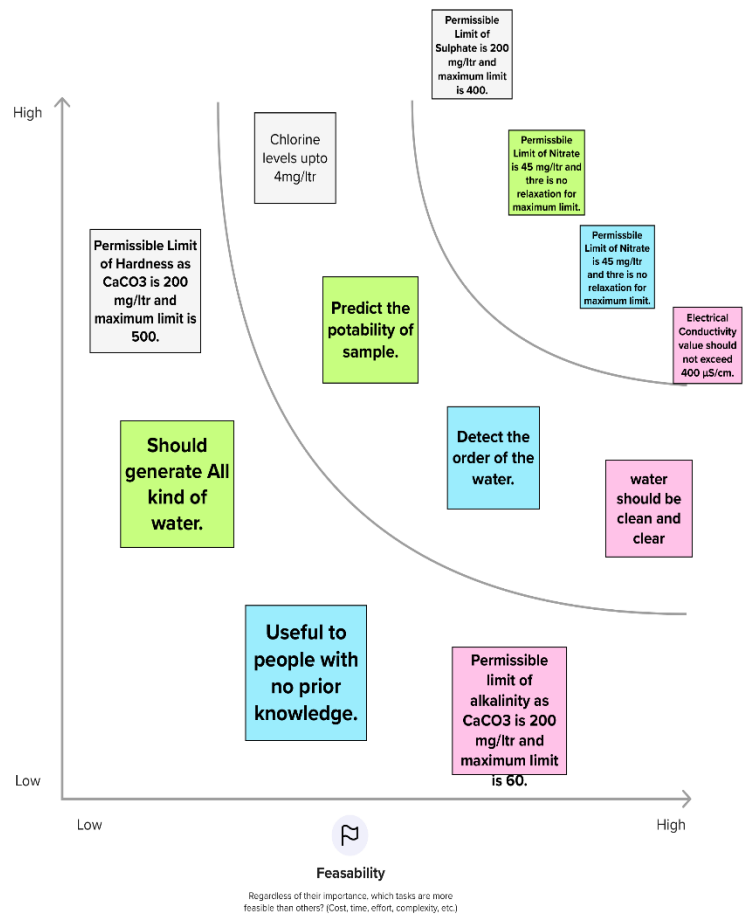 Permissible
Limit of
Sulphate is 200
mg/ltr and
maximum limit
is 400.
High
Chlorine
levels upto
4mg/ltr
Permissbile
Limit of Nitrate
is 45 mg/ltr and
thre is no
relaxation for
maximum limit.
Permissible Limit
of Hardness as
CaCO3 is 200
mg/ltr and
maximum limit is
500.
Permissbile
Limit of Nitrate
is 45 mg/ltr
and thre is no
relaxation for
maximum limit.
Predict the
potability of
sample.
Electrical
Conductivity
value should
not exceed
400 µS/cm.
Should
generate All
kind of
water.
Detect the
order of the
water.
water
should be
clean and
clear
Useful to
people with
no prior
knowledge.
Permissible
limit of
alkalinity as
CaCO3 is 200
mg/ltr and
maximum limit
is 60.
Low
Low
High
Feasability
Regardless of their importance, which tasks are more
feasible than others? (Cost, time, effort, complexity, etc.)